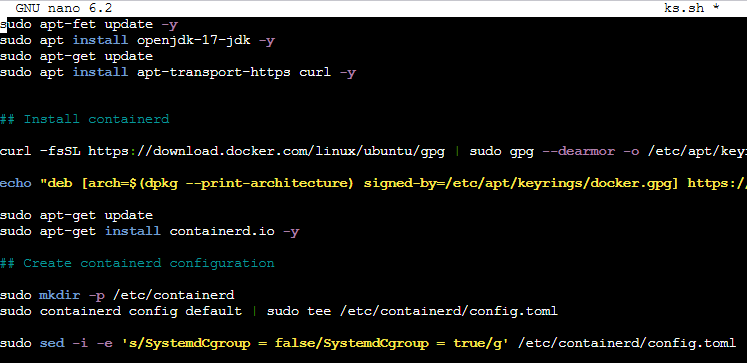 GNU nano 6.2 ks.sh *
sudo apt-fet update -y
sudo apt install openjdk-17-jdk -y
sudo apt-get update
sudo apt install apt-transport-https curl -y
## Install containerd
curl -fsSL https://download.docker.com/linux/ubuntu/gpg | sudo gpg --dearmor -o /etc/apt/keyr
echo "deb [arch=$(dpkg --print-architecture) signed-by=/etc/apt/keyrings/docker.gpg] https://
sudo apt-get update
sudo apt-get install containerd.io -y
## Create containerd configuration
sudo mkdir -p /etc/containerd
sudo containerd config default | sudo tee /etc/containerd/config.toml
sudo sed -i -e 's/SystemdCgroup = false/SystemdCgroup = true/g' /etc/containerd/config.toml